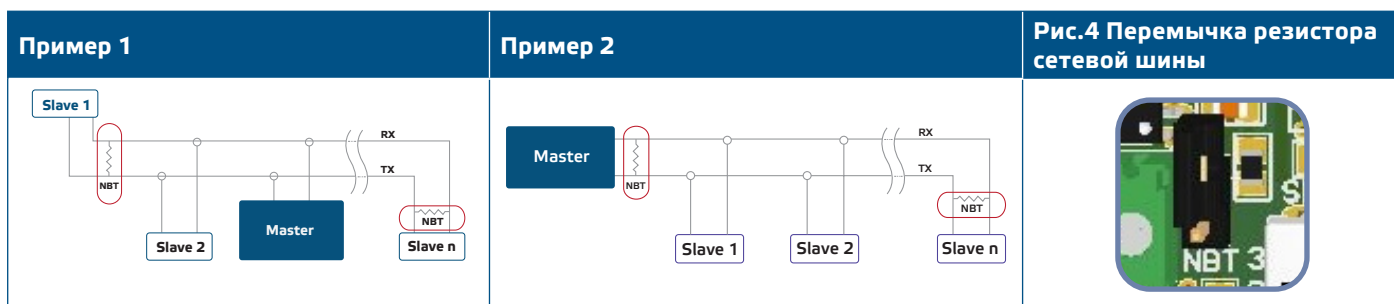 Пример 1
Пример 2
Рис.4 Перемычка резистора
сетевой шины
Slave 1
NBT
RX
TX
Slave 2
Master
NBT
Slave n
Master
NBT
RX
TX
Slave 1
Slave 2
NBT
Slave n
NBT 3